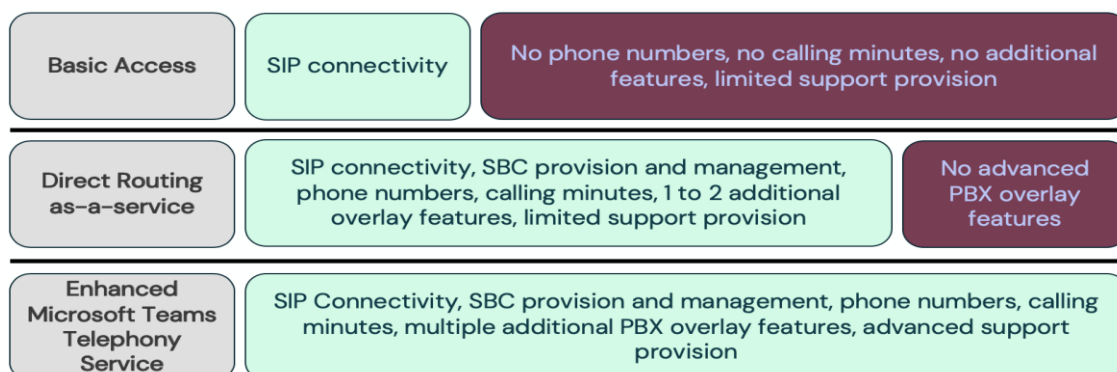 Basic Access
SIP connectivity
No phone numbers, no calling minutes, no additional
features, limited support provision
Direct Routing
as-a-service
SIP connectivity, SBC provision and management,
phone numbers, calling minutes, 1 to 2 additional
overlay features, limited support provision
No advanced
PBX overlay
features
Enhanced
Microsoft Teams
Telephony
Service
SIP Connectivity, SBC provision and management, phone numbers, calling
minutes, multiple additional PBX overlay features, advanced support
provision